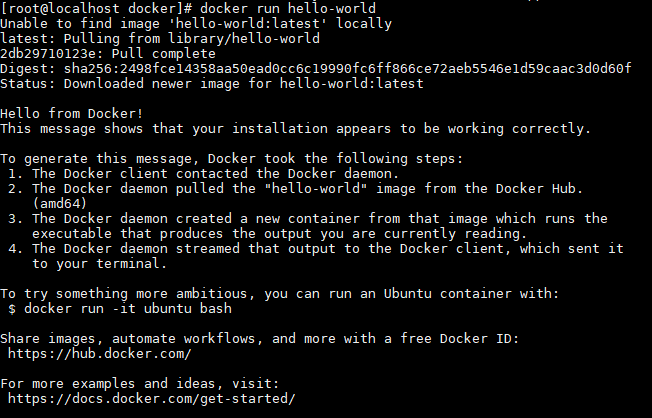 [root@localhost docker]# docker run hello-world
Unable to find image 'hello-world:latest' locally
latest: Pulling from library/hello-world
2db29710123e: Pull complete
Digest: sha256:2498fce14358aa50ead0cc6c19990fc6ff866ce72aeb5546e1d59caac3d0d60f
Status: Downloaded newer image for hello-world:latest

Hello from Docker!
This message shows that your installation appears to be working correctly.

To generate this message, Docker took the following steps:
 1. The Docker client contacted the Docker daemon.
 2. The Docker daemon pulled the "hello-world" image from the Docker Hub.
    (amd64)
 3. The Docker daemon created a new container from that image which runs the
    executable that produces the output you are currently reading.
 4. The Docker daemon streamed that output to the Docker client, which sent it
    to your terminal.

To try something more ambitious, you can run an Ubuntu container with:
 $ docker run -it ubuntu bash

Share images, automate workflows, and more with a free Docker ID:
 https://hub.docker.com/

For more examples and ideas, visit:
 https://docs.docker.com/get-started/